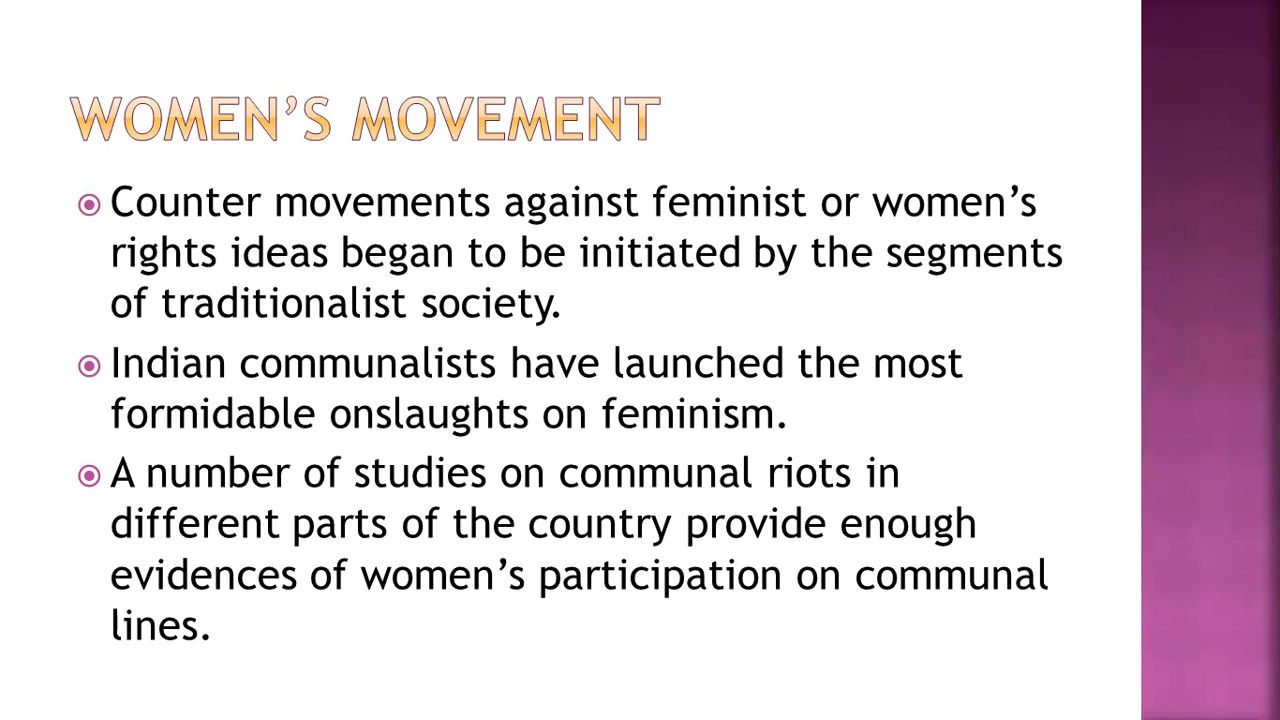 WOMEN’S MOVEMENT
Counter movements against feminist or women’s
rights ideas began to be initiated by the segments
of traditionalist society.
Indian communalists have launched the most
formidable onslaughts on feminism.
A number of studies on communal riots in
different parts of the country provide enough
evidences of women’s participation on communal
lines.